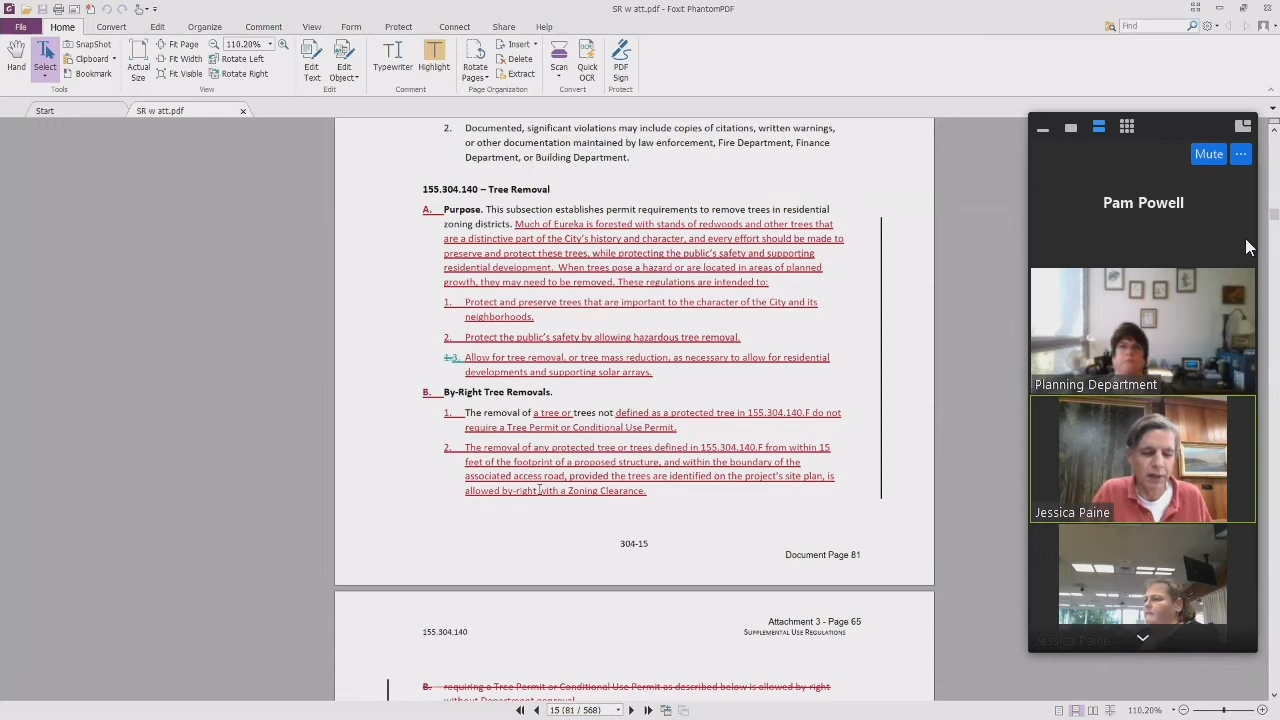 SR w att.pdf - Foxit PhantomPDF
File Home Convert Edit Comment View Form Protect Share Connect Help Find
Hand
Select
SnapShot
Clipboard
Bookmark
Tools
Actual Size
Fit Page
Fit Width
Fit Visible
110.20%
Rotate Left
Rotate Right
View
Edit Text
Edit Object
Edit
Typewriter
Highlight
Comment
Rotate Pages
Insert
Delete
Extract
Page Organization
Scan
Quick OCR
Convert
PDF Sign
Protect
Start
SR w att.pdf
2. Documented, significant violations may include copies of citations, written warnings,
or other documentation maintained by law enforcement, Fire Department, Finance
Department, or Building Department.
155.304.140 – Tree Removal
A. Purpose. This subsection establishes permit requirements to remove trees in residential
zoning districts. Much of Eureka is forested with stands of redwoods and other trees that
are a distinctive part of the City's history and character, and every effort should be made to
preserve and protect these trees, while protecting the public's safety and supporting
residential development. When trees pose a hazard or are located in areas of planned
growth, they may need to be removed. These regulations are intended to:
1. Protect and preserve trees that are important to the character of the City and its
neighborhoods.
2. Protect the public's safety by allowing hazardous tree removal.
1.3. Allow for tree removal, or tree mass reduction, as necessary to allow for residential
developments and supporting solar arrays.
B. By-Right Tree Removals.
1. The removal of a tree or trees not defined as a protected tree in 155.304.140.F do not
require a Tree Permit or Conditional Use Permit.
2. The removal of any protected tree or trees defined in 155.304.140.F from within 15
feet of the footprint of a proposed structure, and within the boundary of the
associated access road, provided the trees are identified on the project's site plan, is
allowed by-right with a Zoning Clearance.
304-15
Document Page 81
Attachment 3 - Page 65
155.304.140 Supplemental Use Regulations
B. requiring a Tree Permit or Conditional Use Permit as described below is allowed by-right
without Department approval.
15 (81 / 568)
110.20%
Mute
Pam Powell
Planning Department
Jessica Paine
Jessica Paine